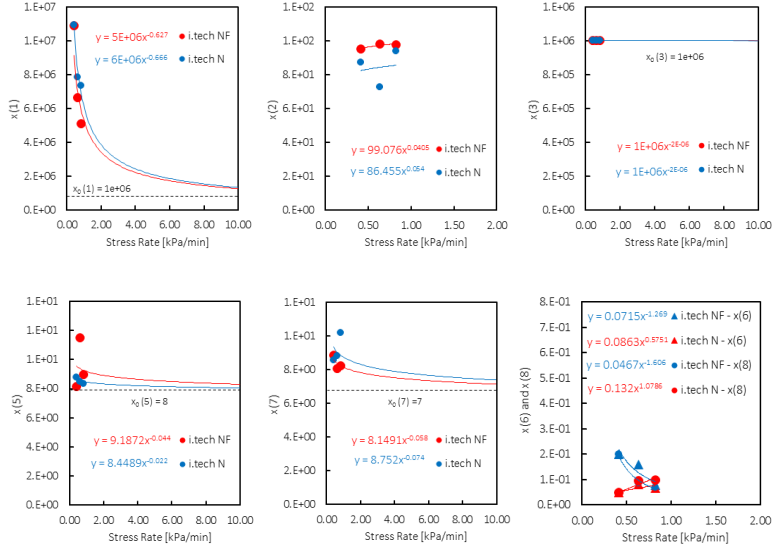 1.E+07
1.E+07
8.E+06
6.E+06
4.E+06
2.E+06
0.E+00
x(1)
y = 5E+06x^-0.627 i.tech NF
y = 6E+06x^-0.666 i.tech N
x₀ (1) = 1e+06
0.00 2.00 4.00 6.00 8.00 10.00
Stress Rate [kPa/min]
1.E+02
1.E+02
8.E+01
6.E+01
4.E+01
2.E+01
0.E+00
x(2)
y = 99.076x^0.0405 i.tech NF
y = 86.455x^0.054 i.tech N
0.00 0.50 1.00 1.50 2.00
Stress Rate [kPa/min]
1.E+06
1.E+06
8.E+05
6.E+05
4.E+05
2.E+05
0.E+00
x(3)
x₀ (3) = 1e+06
y = 1E+06x^-2E-06 i.tech NF
y = 1E+06x^-2E-06 i.tech N
0.00 2.00 4.00 6.00 8.00 10.00
Stress Rate [kPa/min]
1.E+01
1.E+01
1.E+01
8.E+00
6.E+00
4.E+00
2.E+00
0.E+00
x(5)
x₀ (5) = 8
y = 9.1872x^-0.044 i.tech NF
y = 8.4489x^-0.022 i.tech N
0.00 2.00 4.00 6.00 8.00 10.00
Stress Rate [kPa/min]
1.E+01
1.E+01
1.E+01
8.E+00
6.E+00
4.E+00
2.E+00
0.E+00
x(7)
x₀ (7) =7
y = 8.1491x^-0.058 i.tech NF
y = 8.752x^-0.074 i.tech N
0.00 2.00 4.00 6.00 8.00 10.00
Stress Rate [kPa/min]
8.E-01
7.E-01
6.E-01
5.E-01
4.E-01
3.E-01
2.E-01
1.E-01
0.E+00
x(6) and x(8)
y = 0.0715x^-1.269 i.tech NF - x(6)
y = 0.0863x^0.5751 i.tech N - x(6)
y = 0.0467x^-1.606 i.tech NF - x(8)
y = 0.132x^1.0786 i.tech N - x(8)
0.00 0.50 1.00 1.50 2.00
Stress Rate [kPa/min]